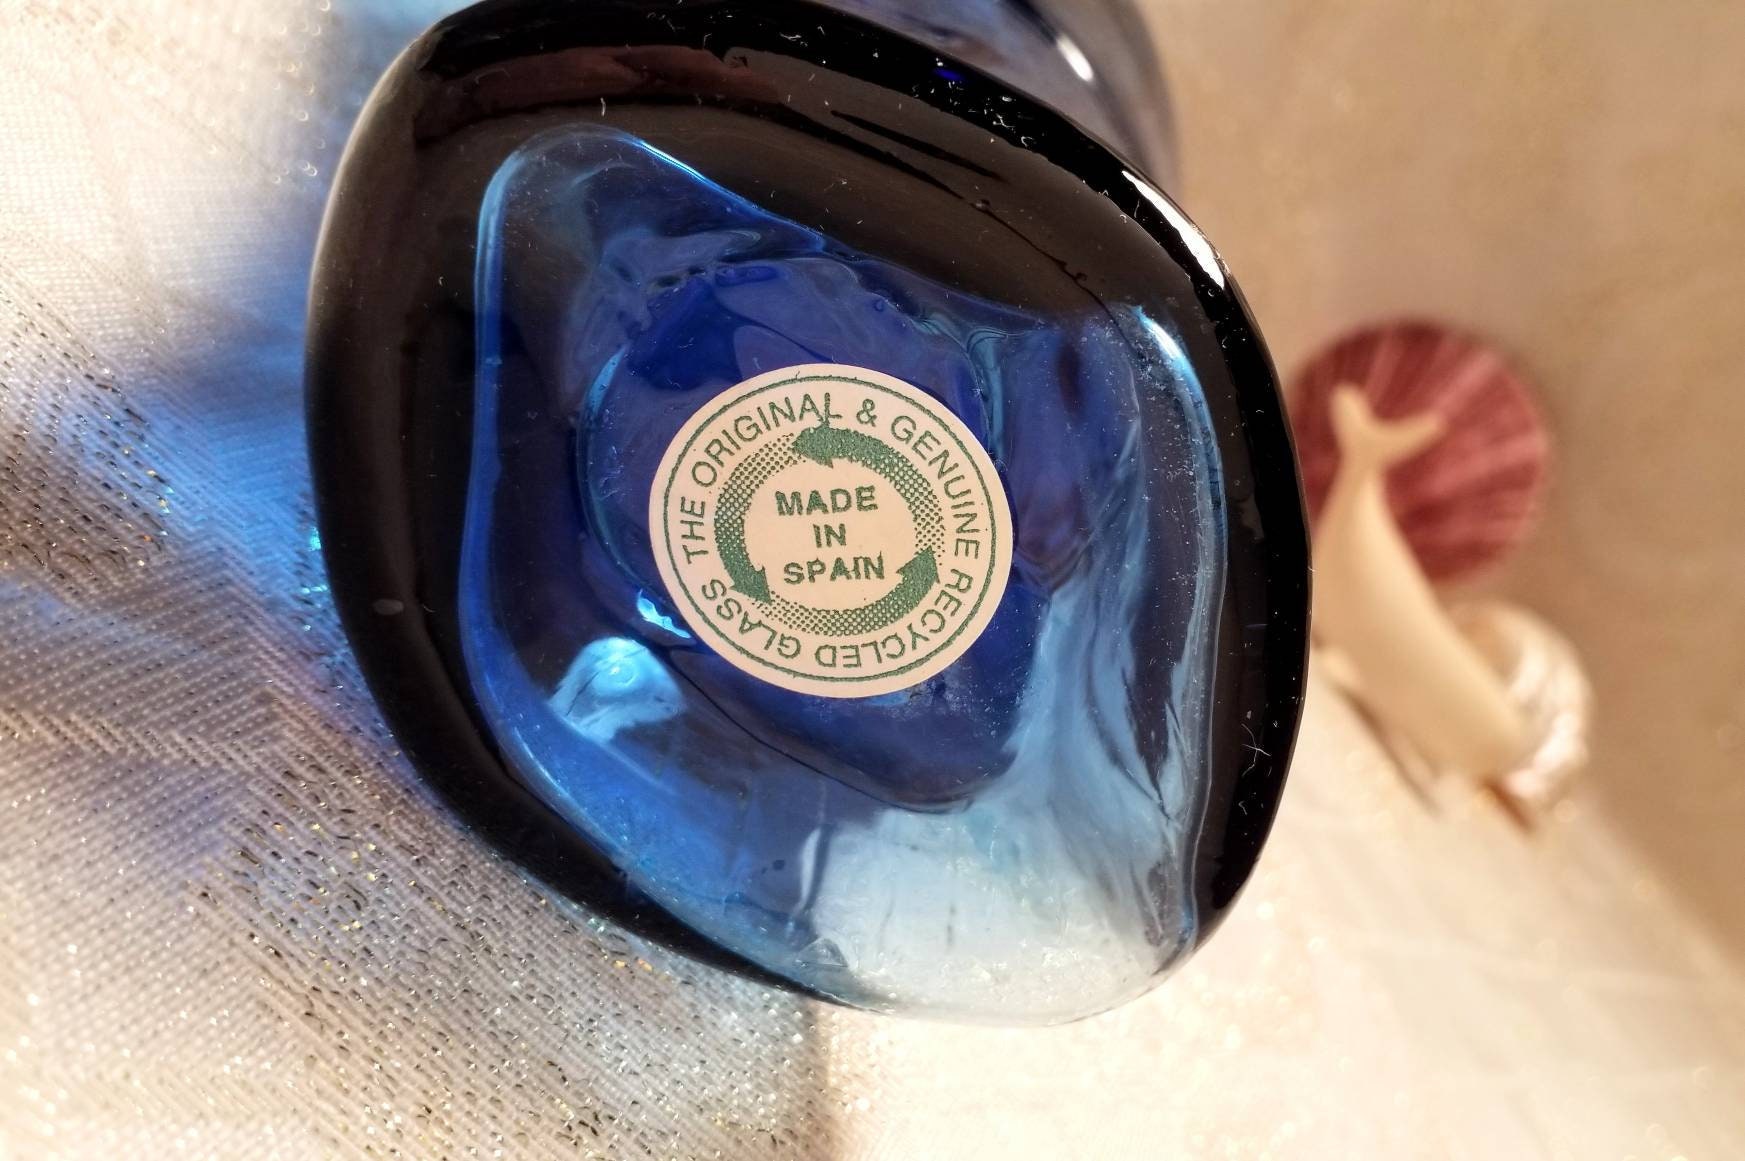 THE ORIGINAL & GENUINE RECYCLED GLASS
MADE
IN
SPAIN